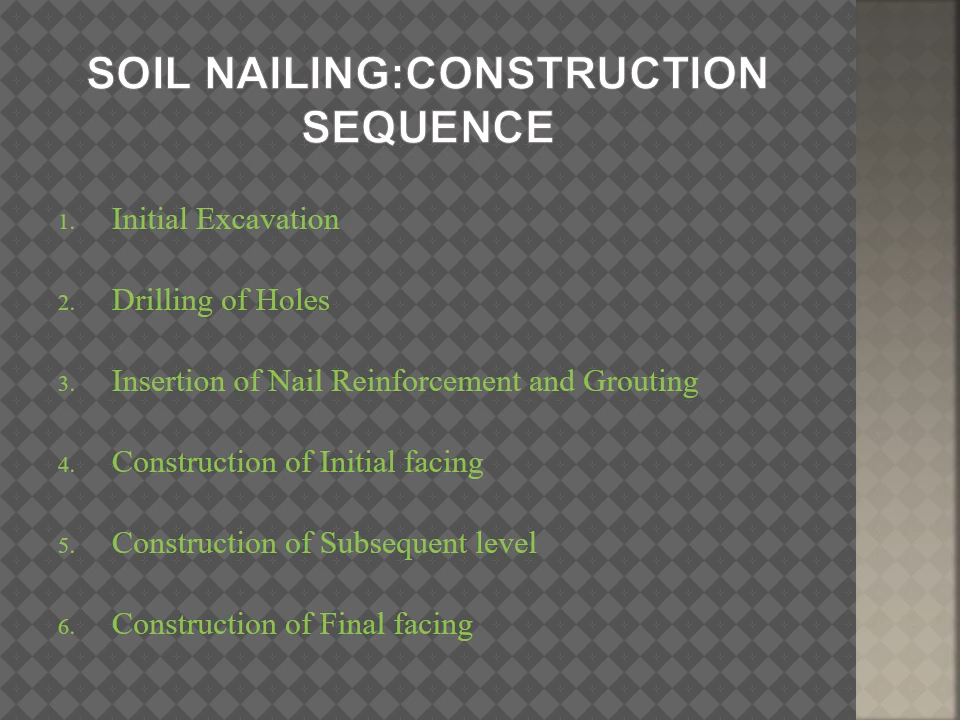 SOIL NAILING:CONSTRUCTION
SEQUENCE
1. Initial Excavation
2. Drilling of Holes
3. Insertion of Nail Reinforcement and Grouting
4. Construction of Initial facing
5. Construction of Subsequent level
6. Construction of Final facing